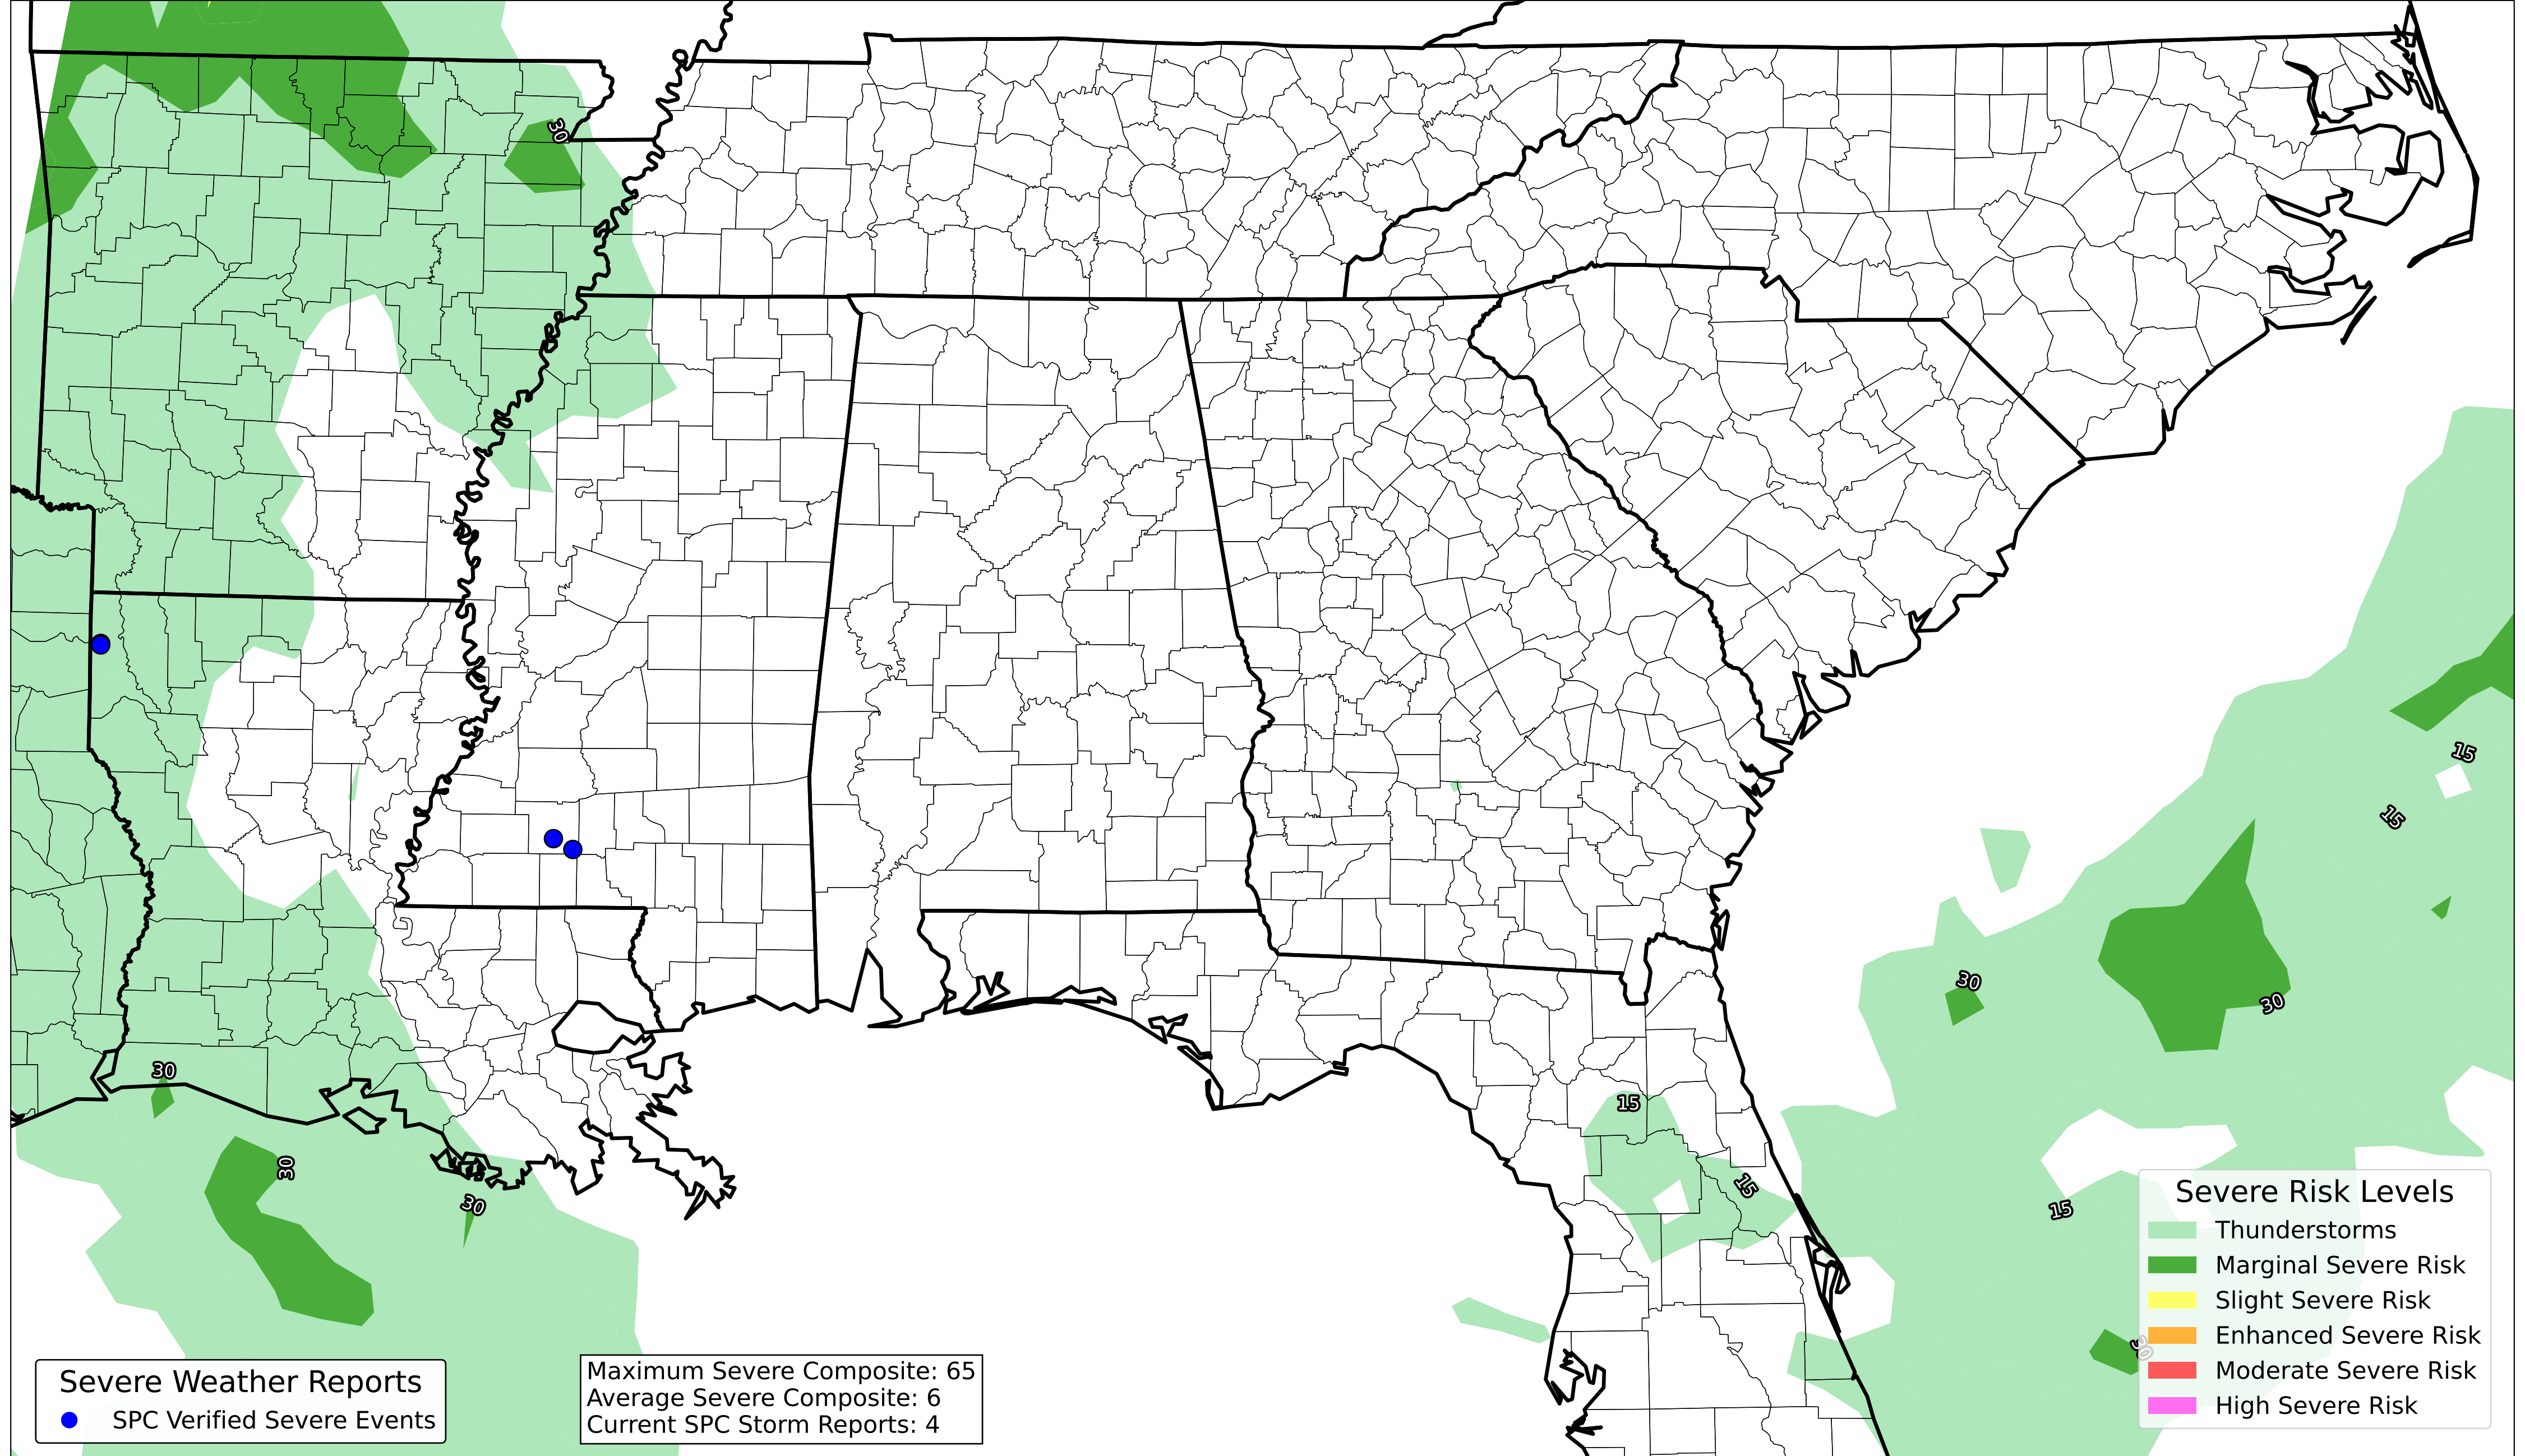 30
15
15
30
30
30
30
30
15
15
15
30
Severe Risk Levels
Thunderstorms
Marginal Severe Risk
Slight Severe Risk
Enhanced Severe Risk
Moderate Severe Risk
High Severe Risk
Severe Weather Reports
SPC Verified Severe Events
Maximum Severe Composite: 65
Average Severe Composite: 6
Current SPC Storm Reports: 4